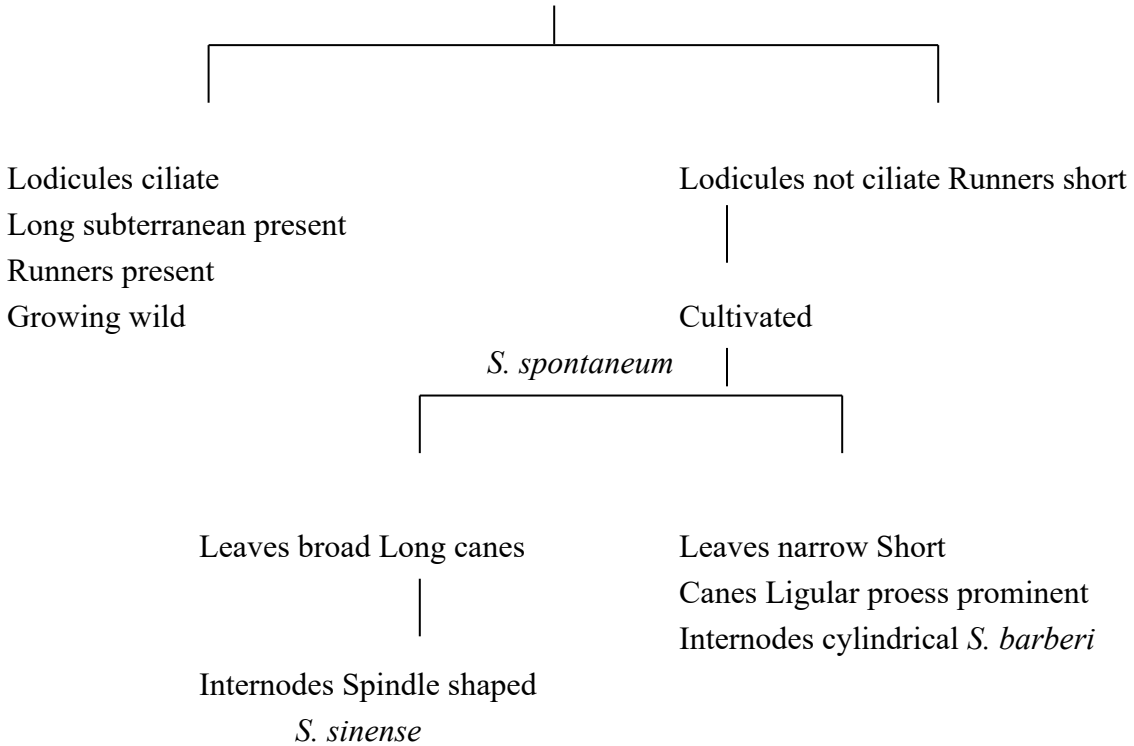 Lodicules ciliate
Lodicules not ciliate Runners short
Long subterranean present
Runners present
Growing wild
Cultivated
S. spontaneum
Leaves broad Long canes
Leaves narrow Short
Canes Ligular proess prominent
Internodes cylindrical S. barberi
Internodes Spindle shaped
S. sinense